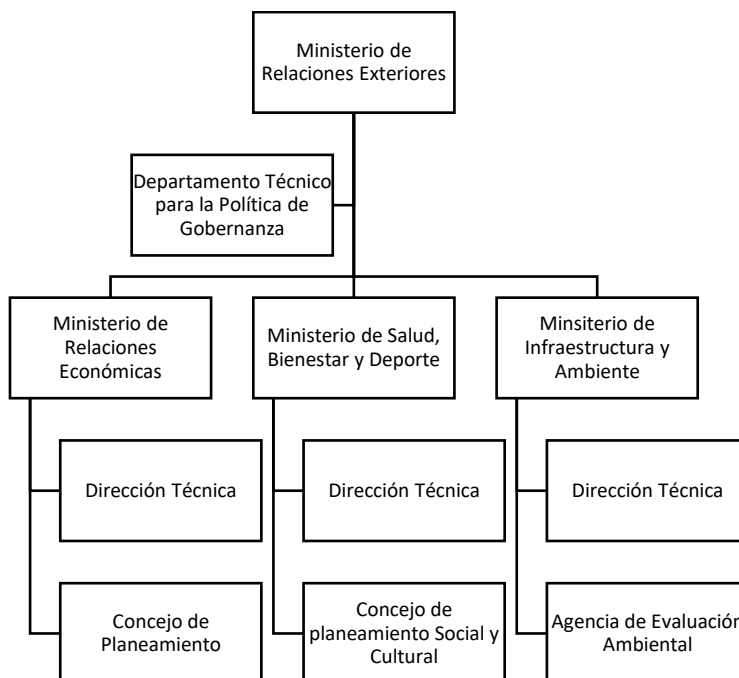 Ministerio de
Relaciones Exteriores
Departamento Técnico
para la Política de
Gobernanza
Ministerio de
Relaciones
Económicas
Ministerio de Salud,
Bienestar y Deporte
Minsiterio de
Infraestructura y
Ambiente
Dirección Técnica
Dirección Técnica
Dirección Técnica
Concejo de
Planeamiento
Concejo de
planeamiento Social y
Cultural
Agencia de Evaluación
Ambiental